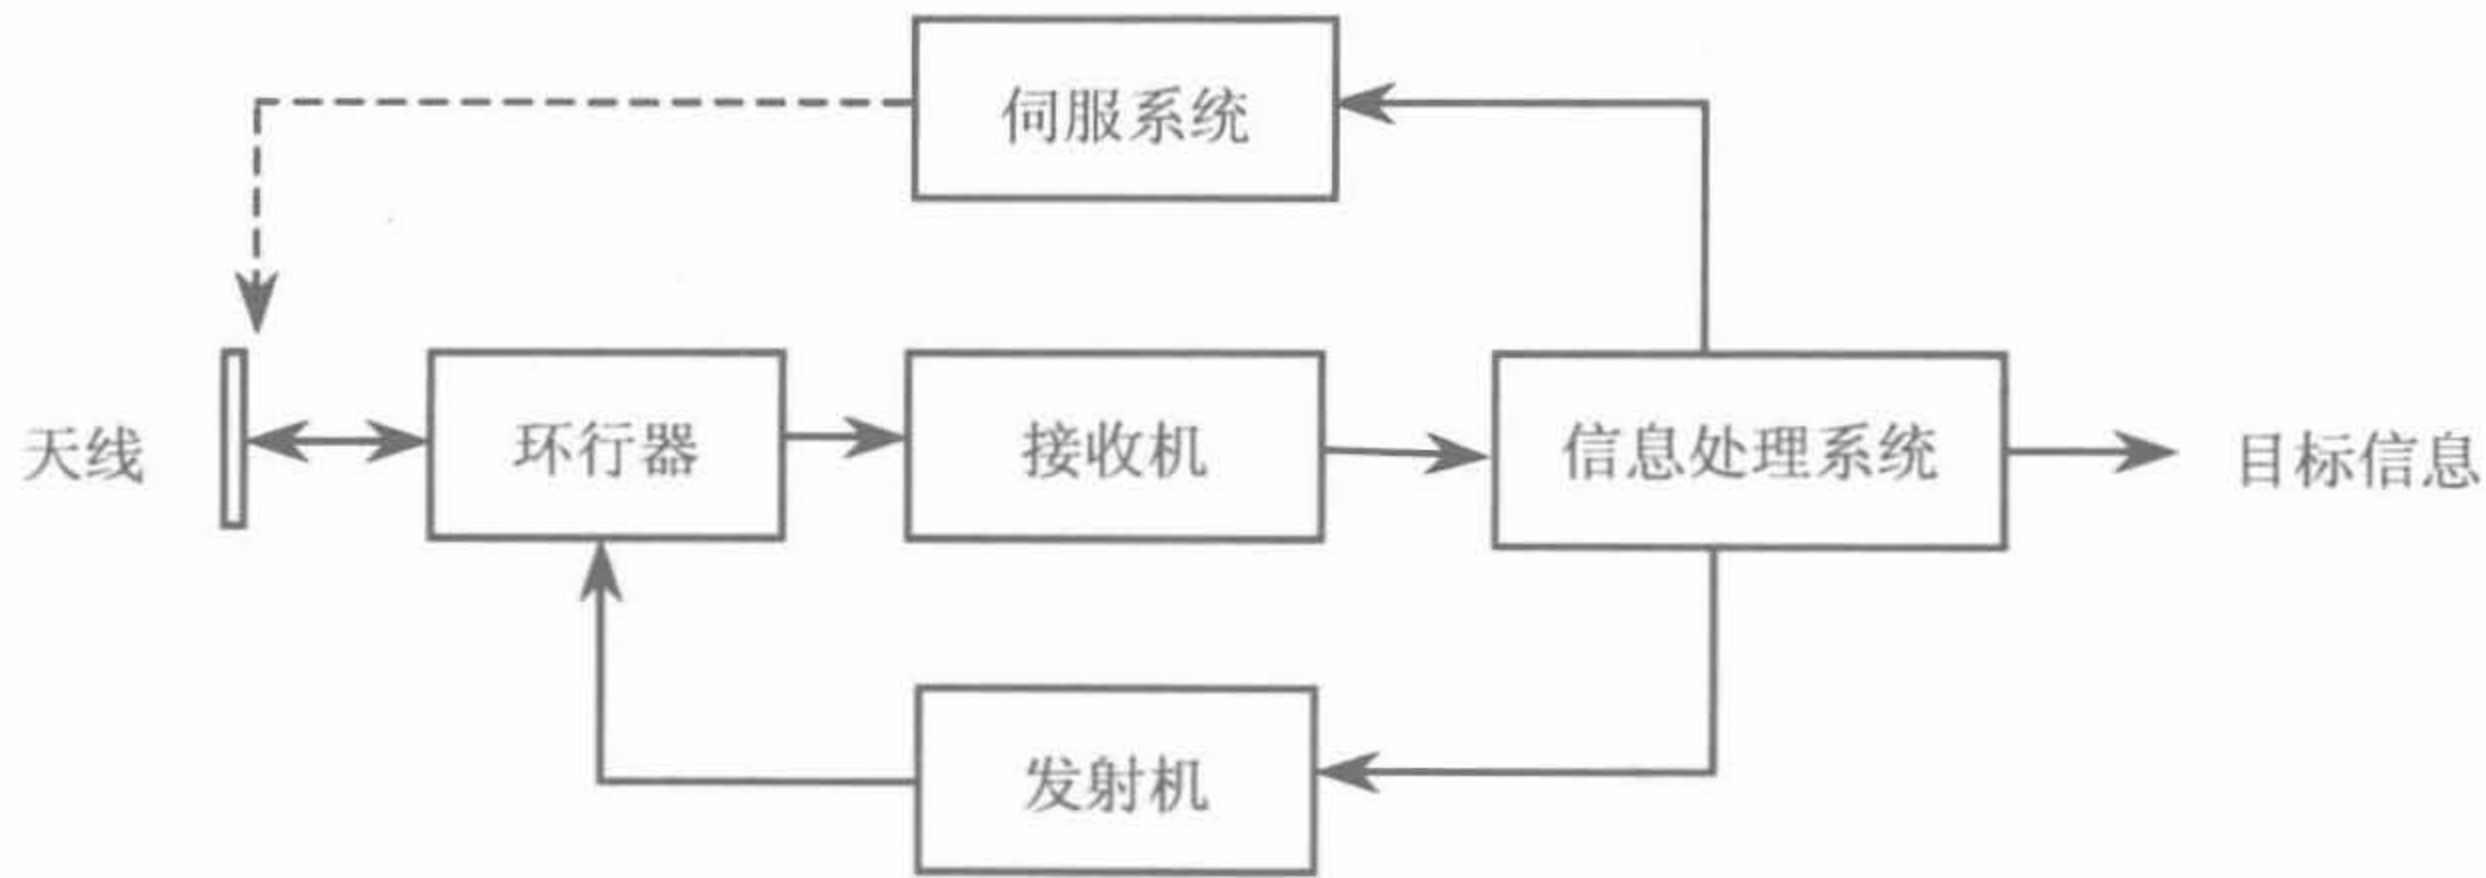 伺服系统
天线
环行器
接收机
信息处理系统
目标信息
发射机